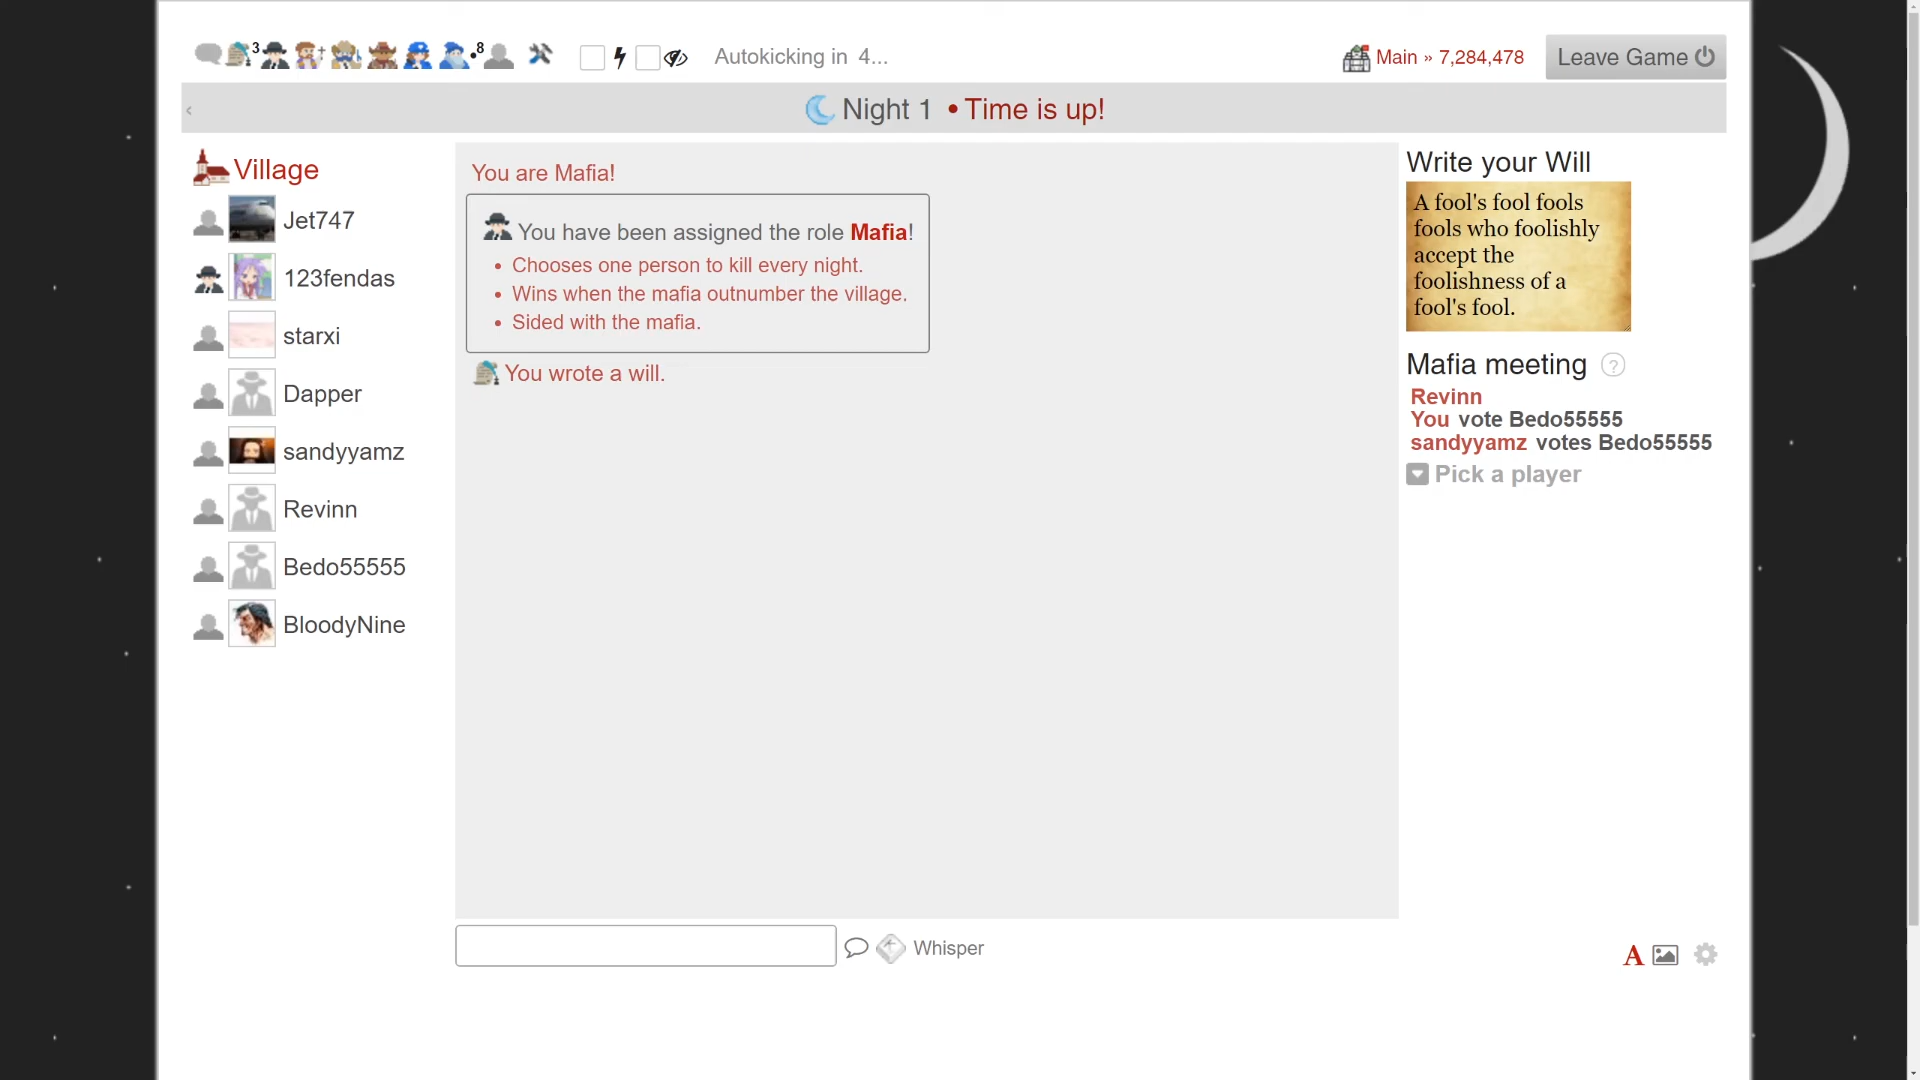 3
8
Autokicking in 4...
Main » 7,284,478
Leave Game
Night 1 • Time is up!
Village
Jet747
123fendas
starxi
Dapper
sandyyamz
Revinn
Bedo55555
BloodyNine
You are Mafia!
You have been assigned the role Mafia!
• Chooses one person to kill every night.
• Wins when the mafia outnumber the village.
• Sided with the mafia.
You wrote a will.
Whisper
Write your Will
A fool's fool fools
fools who foolishly
accept the
foolishness of a
fool's fool.
Mafia meeting ?
Revinn
You vote Bedo55555
sandyyamz votes Bedo55555
Pick a player
A